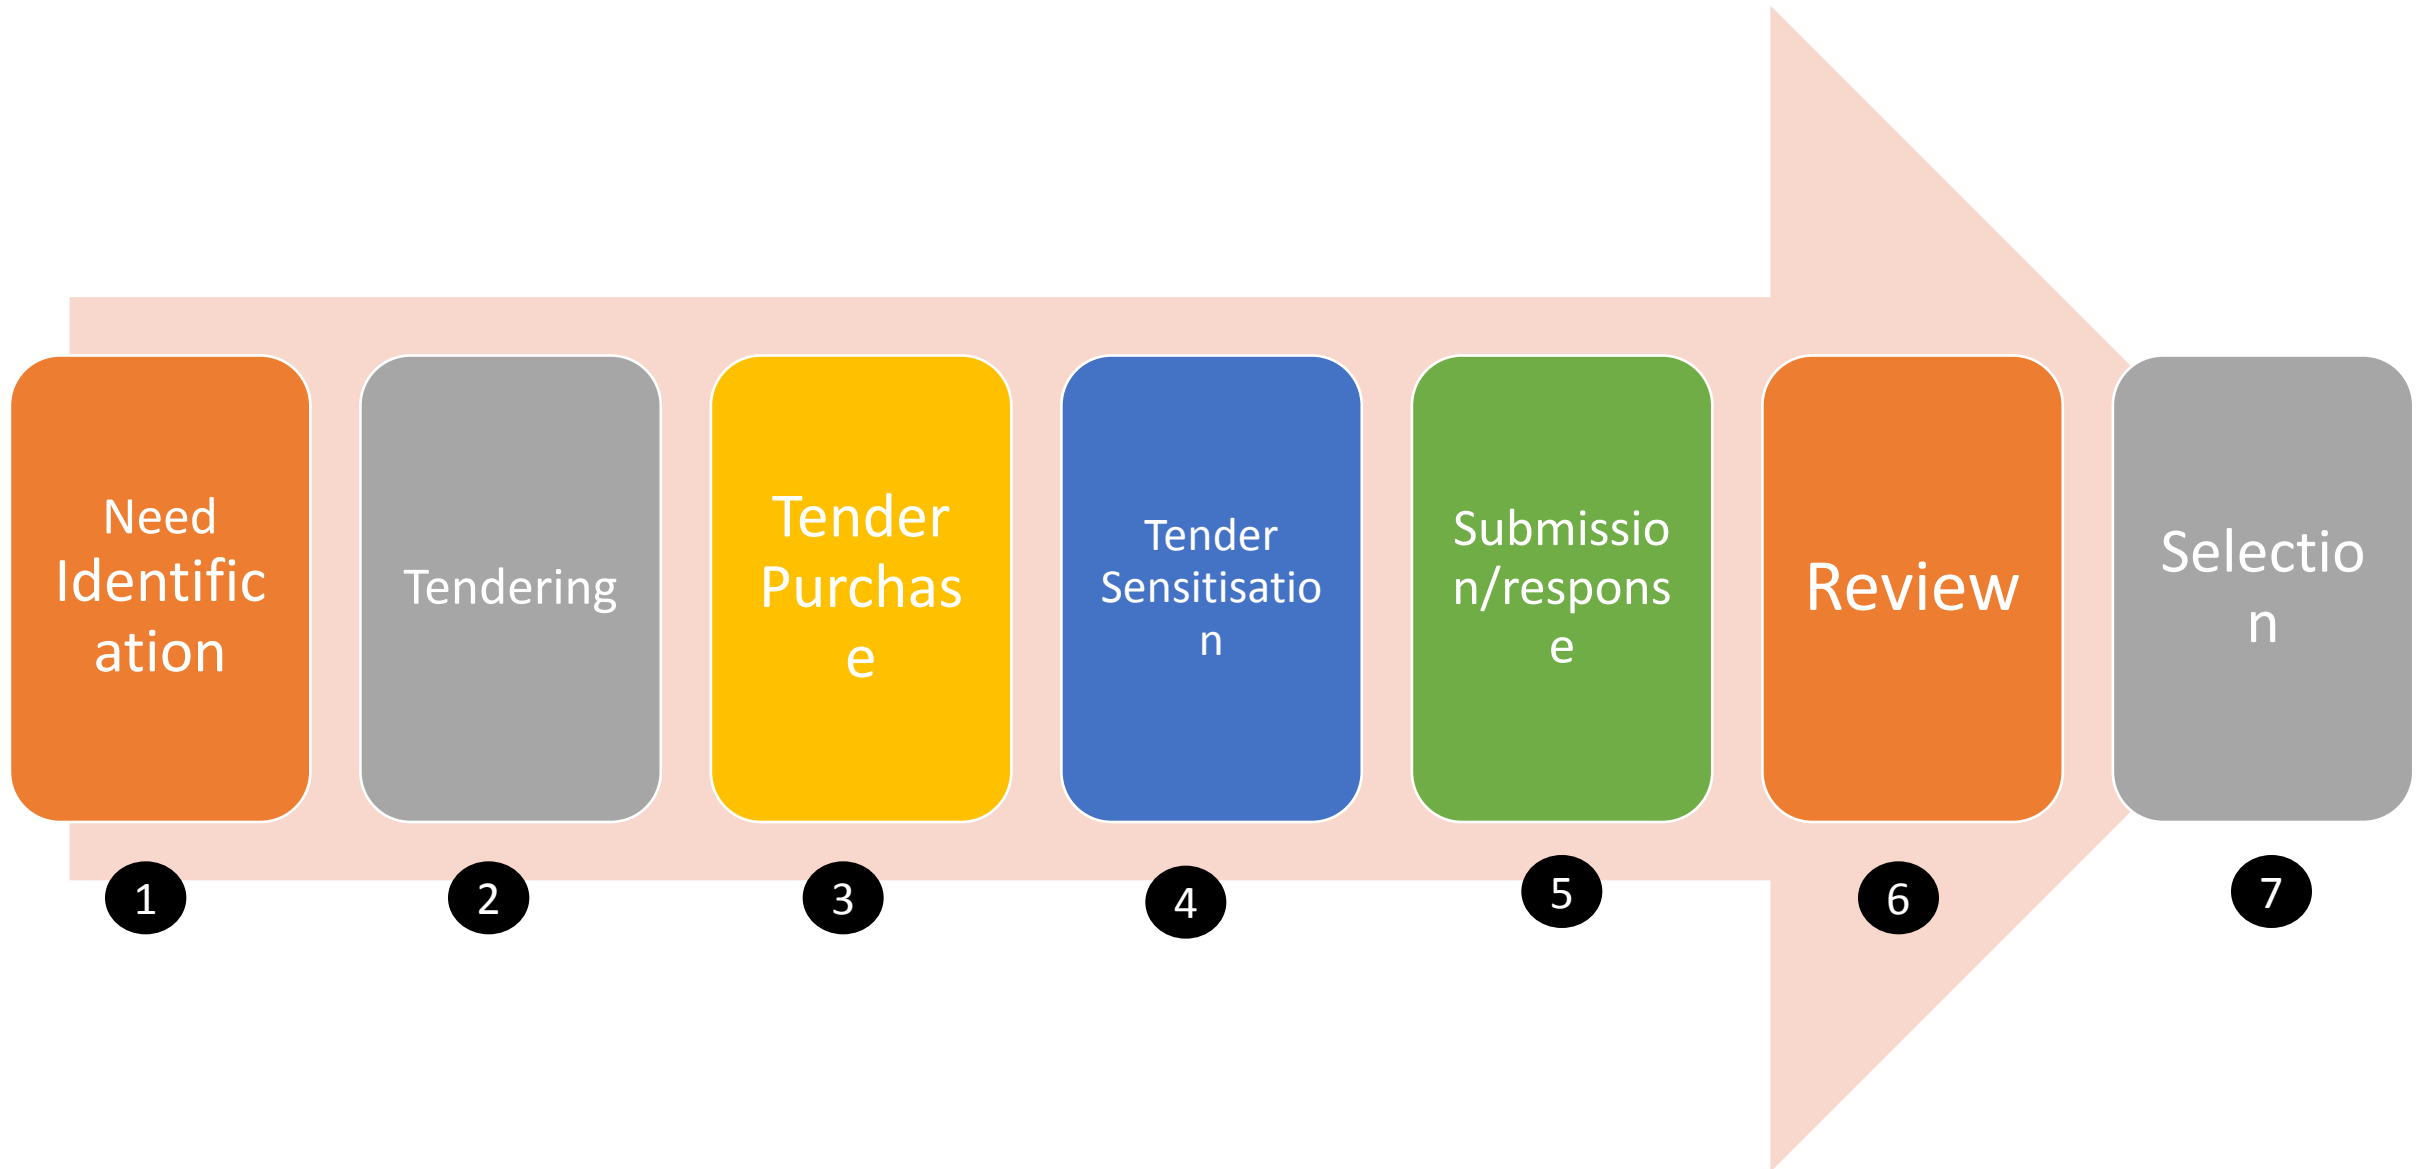 Need
Identific
ation
Tendering
Tender
Purchas
e
Tender
Sensitisatio
n
Submissio
n/respons
e
Review
Selectio
n
1
2
3
4
5
6
7